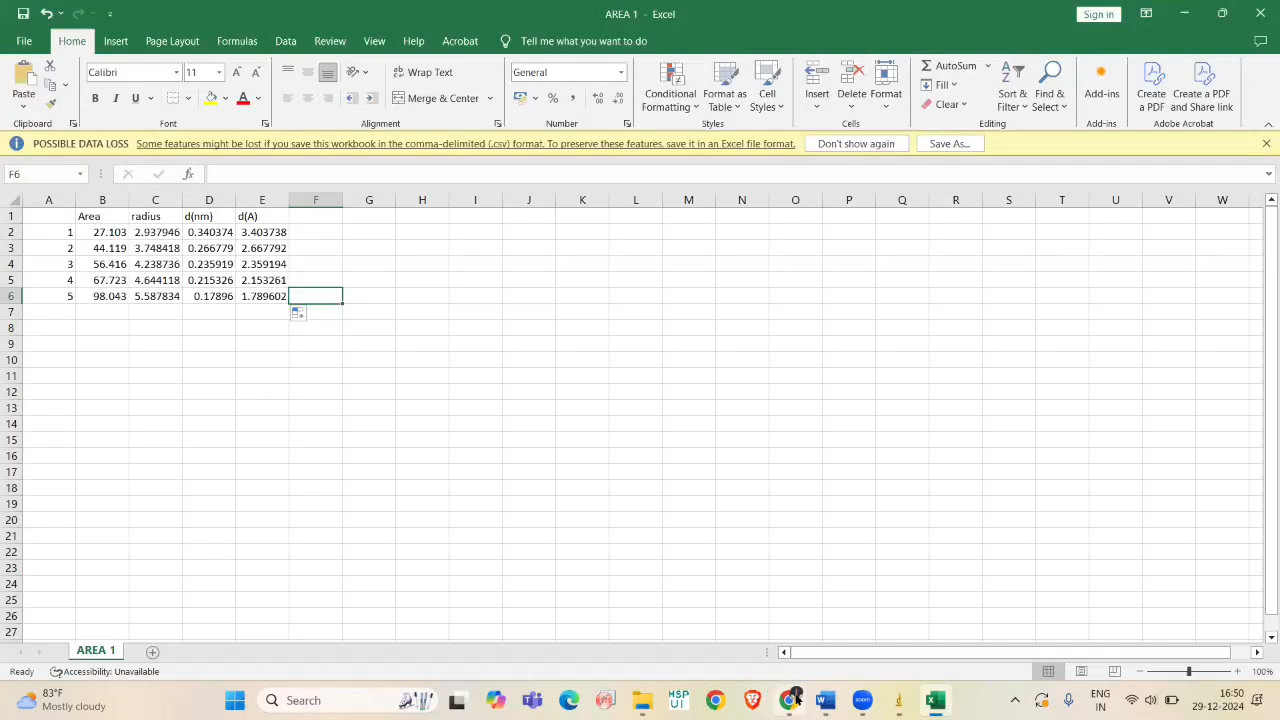 AREA 1 - Excel
Sign in
File Home Insert Page Layout Formulas Data Review View Help Acrobat Tell me what you want to do
Paste
Clipboard
Calibri 11
B I U
Font
Wrap Text
Merge & Center
Alignment
General
Number
Conditional Formatting
Format as Table
Cell Styles
Styles
Insert Delete Format
Cells
AutoSum
Fill
Clear
Sort & Filter
Find & Select
Editing
Add-ins
Add-ins
Create a PDF
Create a PDF and Share link
Adobe Acrobat
POSSIBLE DATA LOSS Some features might be lost if you save this workbook in the comma-delimited (.csv) format. To preserve these features, save it in an Excel file format. Don't show again Save As...
F6 fx
A B C D E F G H I J K L M N O P Q R S T U V W
1 Area radius d(nm) d(A)
2 1 27.103 2.937946 0.340374 3.403738
3 2 44.119 3.748418 0.266779 2.667792
4 3 56.416 4.238736 0.235919 2.359194
5 4 67.723 4.644118 0.215326 2.153261
6 5 98.043 5.587834 0.17896 1.789602
7
8
9
10
11
12
13
14
15
16
17
18
19
20
21
22
23
24
25
26
27
AREA 1
Ready Accessibility: Unavailable 100%
83°F
Mostly cloudy
Search
HSP
UI
zoom
ENG
IN
16:50
29-12-2024